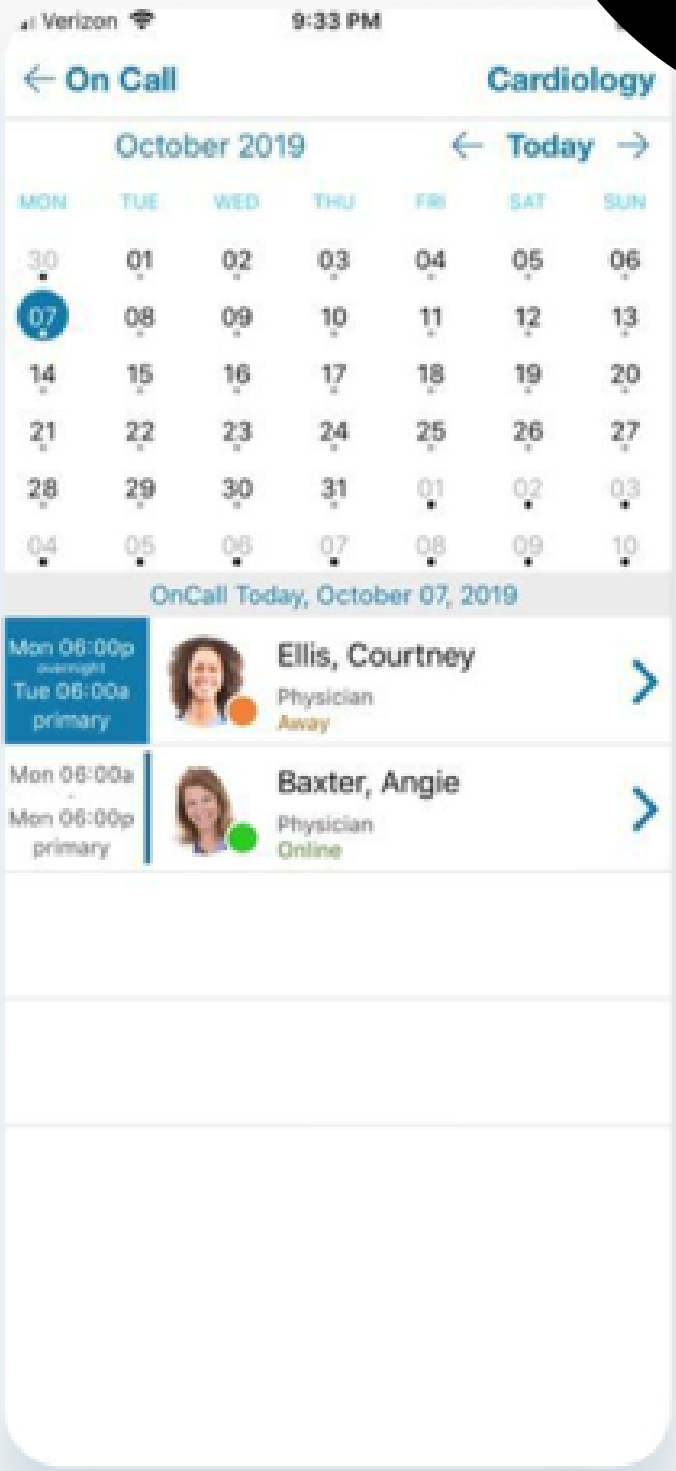 Verizon 9:33 PM
← On Call Cardiology
October 2019 ← Today →
MON TUE WED THU FRI SAT SUN
30 01 02 03 04 05 06
07 08 09 10 11 12 13
14 15 16 17 18 19 20
21 22 23 24 25 26 27
28 29 30 31 01 02 03
04 05 06 07 08 09 10
OnCall Today, October 07, 2019
Mon 06:00p
overnight
Tue 06:00a
primary
Ellis, Courtney
Physician
Away
Mon 06:00a
-
Mon 06:00p
primary
Baxter, Angie
Physician
Online